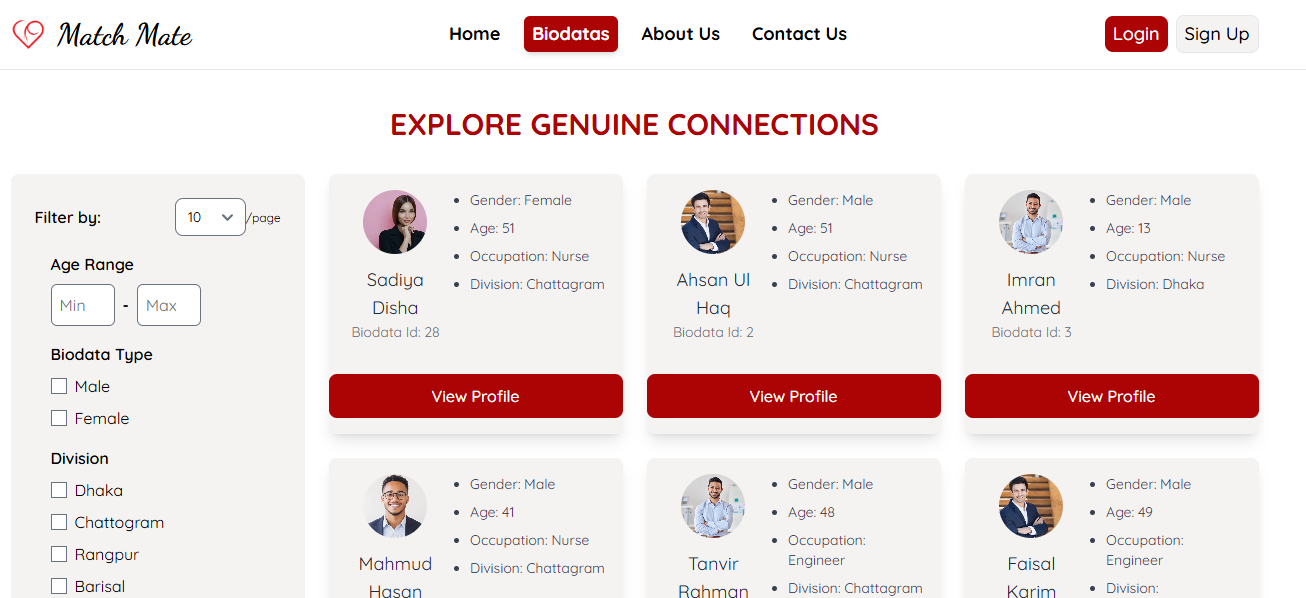 Match Mate
Home
Biodatas
About Us
Contact Us
Login
Sign Up
EXPLORE GENUINE CONNECTIONS
Filter by:
10
/page
Age Range
Min
-
Max
Biodata Type
Male
Female
Division
Dhaka
Chattogram
Rangpur
Barisal
Sadiya
Disha
Biodata Id: 28
Gender: Female
Age: 51
Occupation: Nurse
Division: Chattagram
View Profile
Ahsan Ul
Haq
Biodata Id: 2
Gender: Male
Age: 51
Occupation: Nurse
Division: Chattagram
View Profile
Imran
Ahmed
Biodata Id: 3
Gender: Male
Age: 13
Occupation: Nurse
Division: Dhaka
View Profile
Mahmud
Hasan
Gender: Male
Age: 41
Occupation: Nurse
Division: Chattagram
Tanvir
Rahman
Gender: Male
Age: 48
Occupation:
Engineer
Division: Chattagram
Faisal
Karim
Gender: Male
Age: 49
Occupation:
Engineer
Division: